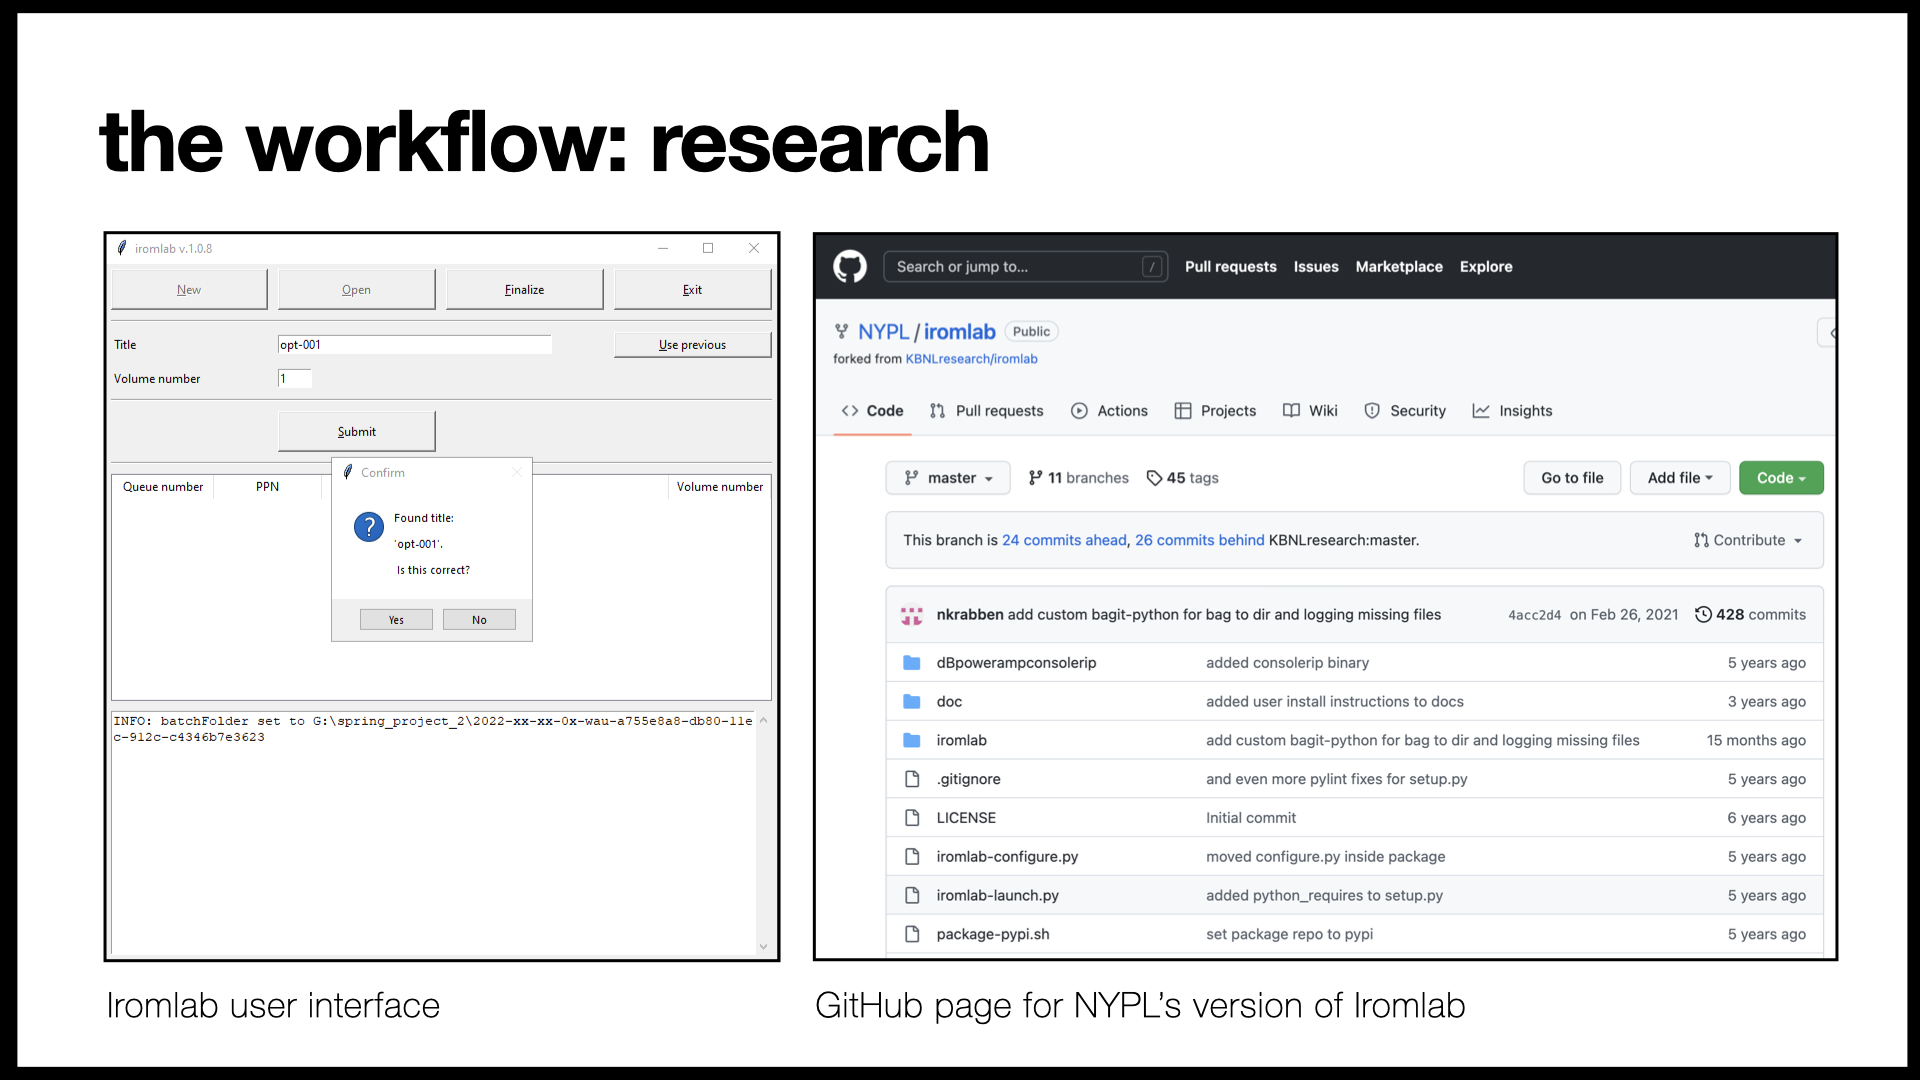 the workflow: research
iromlab v.1.0.8
New
Open
Finalize
Exit
Title
opt-001
Use previous
Volume number
1
Submit
Queue number
PPN
Volume number
Confirm
?
Found title:
'opt-001'.
Is this correct?
Yes
No
INFO: batchFolder set to G:\spring_project_2\2022-xx-xx-0x-wau-a755e8a8-db80-11e
c-912c-c4346b7e3623
Iromlab user interface
Search or jump to...
/
Pull requests
Issues
Marketplace
Explore
NYPL / iromlab
Public
forked from KBNLresearch/iromlab
Code
Pull requests
Actions
Projects
Wiki
Security
Insights
master
11 branches
45 tags
Go to file
Add file
Code
This branch is 24 commits ahead, 26 commits behind KBNLresearch:master.
Contribute
nkrabben add custom bagit-python for bag to dir and logging missing files
4acc2d4 on Feb 26, 2021
428 commits
dBpowerampconsolerip
added consolerip binary
5 years ago
doc
added user install instructions to docs
3 years ago
iromlab
add custom bagit-python for bag to dir and logging missing files
15 months ago
.gitignore
and even more pylint fixes for setup.py
5 years ago
LICENSE
Initial commit
6 years ago
iromlab-configure.py
moved configure.py inside package
5 years ago
iromlab-launch.py
added python_requires to setup.py
5 years ago
package-pypi.sh
set package repo to pypi
5 years ago
GitHub page for NYPL's version of Iromlab